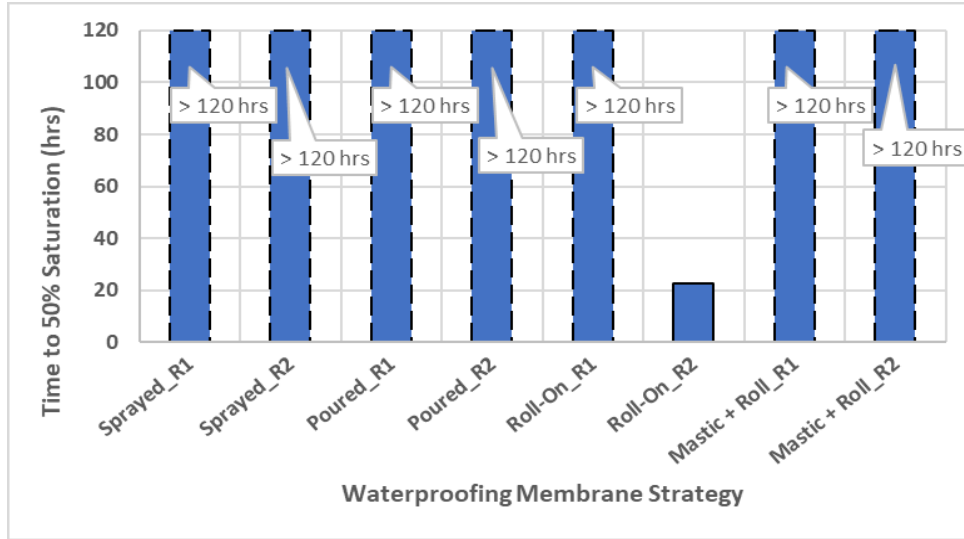 Time to 50% Saturation (hrs)
120
100
80
60
40
20
0
> 120 hrs
> 120 hrs
> 120 hrs
> 120 hrs
> 120 hrs
> 120 hrs
> 120 hrs
Sprayed_R1
Sprayed_R2
Poured_R1
Poured_R2
Roll-On_R1
Roll-On_R2
Mastic + Roll_R1
Mastic + Roll_R2
Waterproofing Membrane Strategy